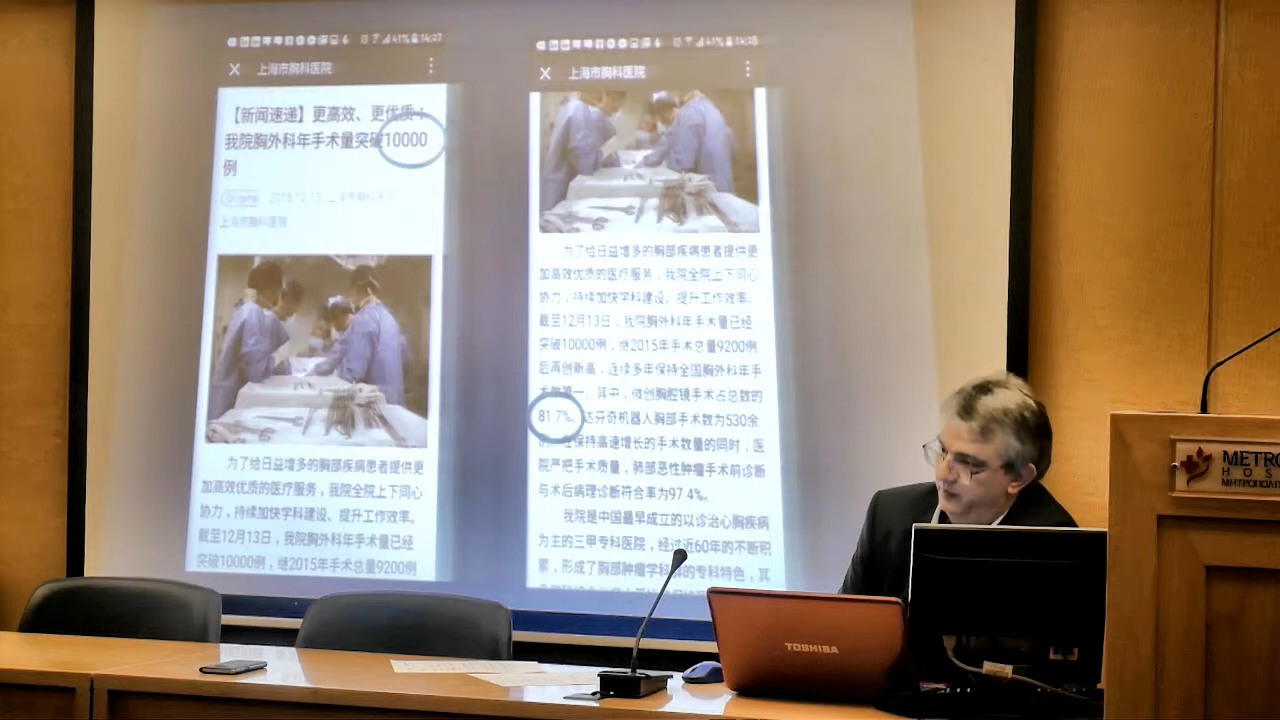 14:27
上海市胸科医院
【新闻速递】更高效、更优质：
我院胸外科年手术量突破10000
例
上海市胸科医院
为了给日益增多的胸部疾病患者提供更
加高效优质的医疗服务，我院全院上下同心
协力，持续加快学科建设、提升工作效率。
截至12月13日，我院胸外科年手术量已经
突破10000例，继2015年手术总量9200例
上海市胸科医院
为了给日益增多的胸部疾病患者提供更
加高效优质的医疗服务，我院全院上下同心
协力，持续加快学科建设、提升工作效率。
截至12月13日，我院胸外科年手术量已经
突破10000例，继2015年手术总量9200例
后再创新高，连续多年保持全国胸外科年手
第一。其中，微创胸腔镜手术占总数的
81.7%，达芬奇机器人胸部手术数为530余
保持高速增长的手术数量的同时，医
院严把手术质量，肺部恶性肿瘤手术前诊断
与术后病理诊断符合率为97.4%。
我院是中国最早成立的以诊治心胸疾病
为主的三甲专科医院，经过近60年的不断积
累，形成了胸部肿瘤学科群的专科特色，其
TOSHIBA
METRO
HOS
ΜΗΤΡΟΠΟΛΙΤ